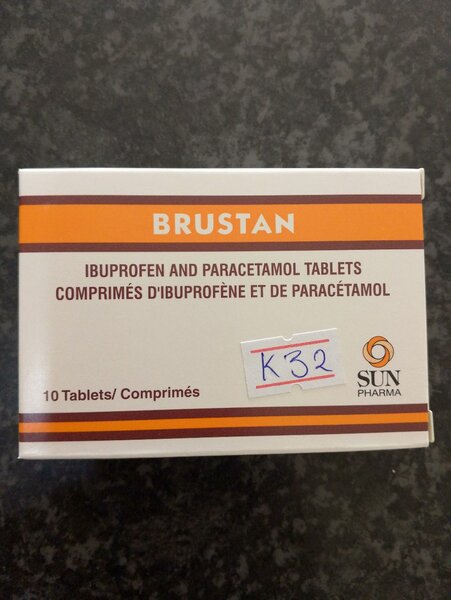 BRUSTAN
IBUPROFEN AND PARACETAMOL TABLETS
COMPRIMÉS D'IBUPROFÈNE ET DE PARACÉTAMOL
K32
10 Tablets/ Comprimés
SUN
PHARMA